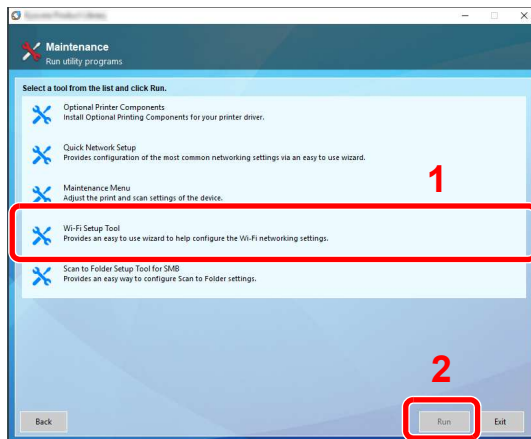 Maintenance
Run utility programs
Select a tool from the list and click Run.
Optional Printer Components
Install Optional Printing Components for your printer driver.
Quick Network Setup
Provides configuration of the most common networking settings via an easy to use wizard.
1
Maintenance Menu
Adjust the print and scan settings of the device.
Wi-Fi Setup Tool
Provides an easy to use wizard to help configure the Wi-Fi networking settings.
Scan to Folder Setup Tool for SMB
Provides an easy way to configure Scan to Folder settings.
2
Back
Run
Exit